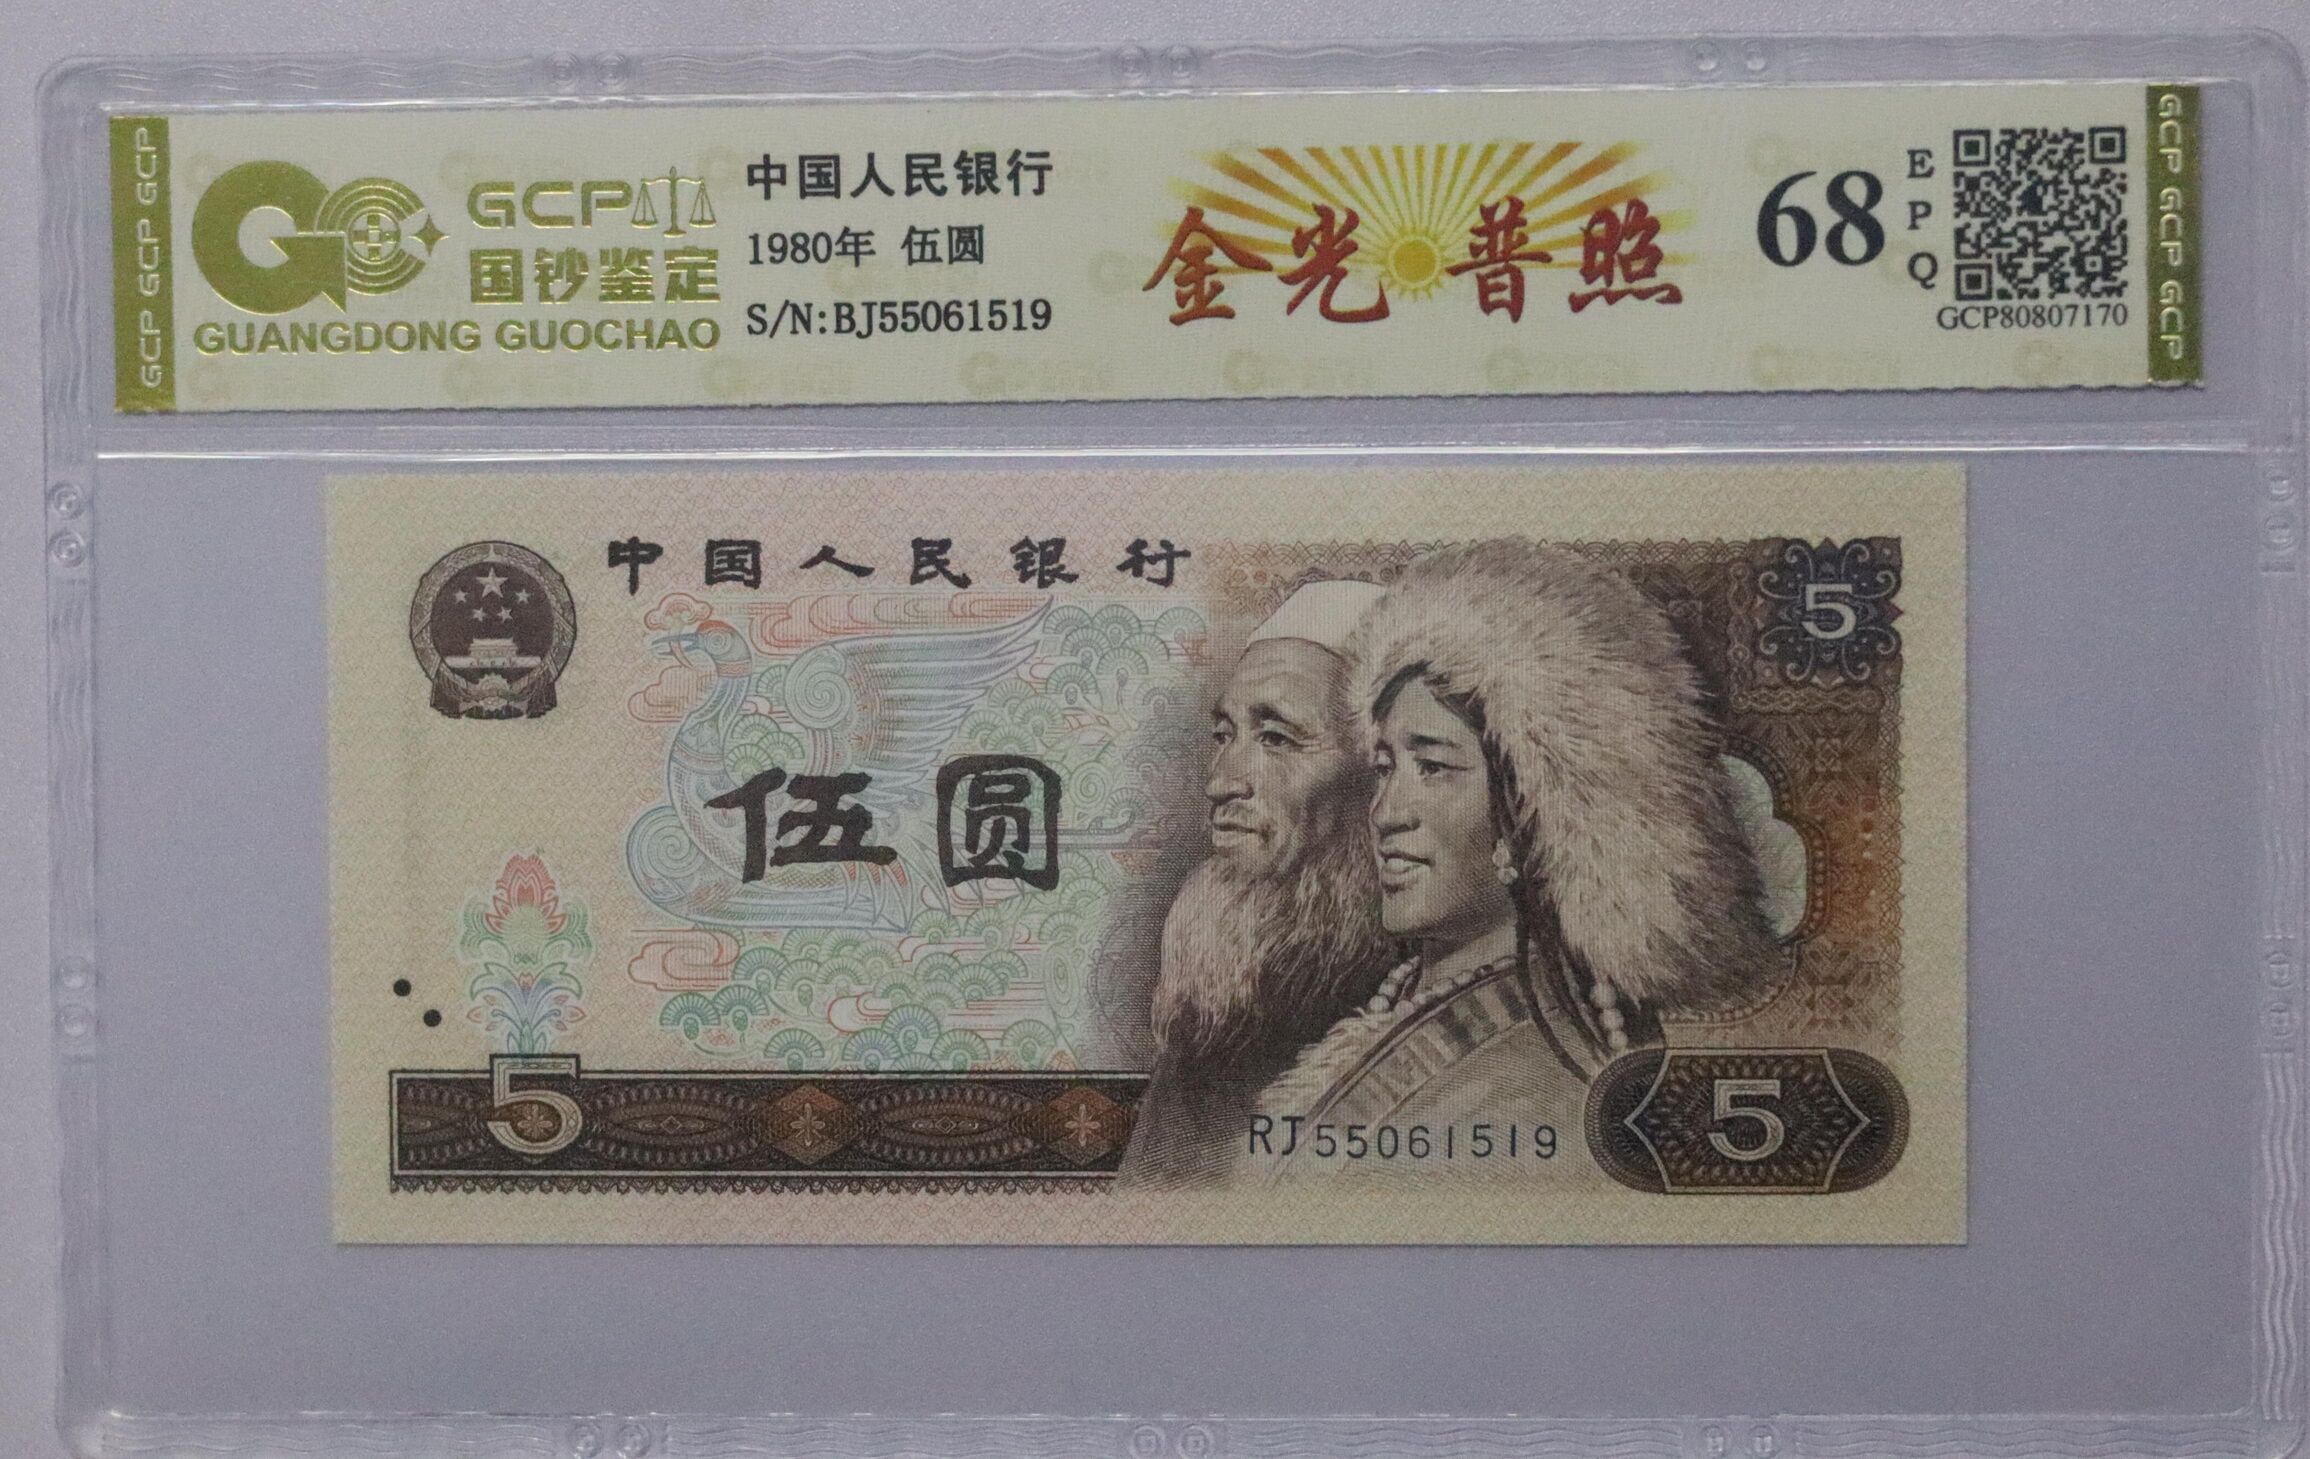 GCP GCP GCP
GCP
国钞鉴定
GUANGDONG GUOCHAO
中国人民银行
1980年 伍圆
S/N:BJ55061519
金光普照
68
EPQ
GCP80807170
GCP GCP GCP
中国人民银行
5
伍圆
5
RJ55061519
5